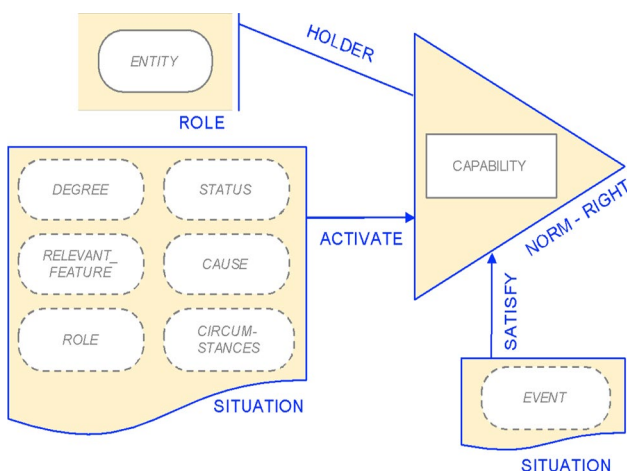 ENTITY
HOLDER
ROLE
CAPABILITY
NORM - RIGHT
DEGREE
STATUS
RELEVANT_
FEATURE
CAUSE
ROLE
CIRCUM-
STANCES
ACTIVATE
SITUATION
SATISFY
EVENT
SITUATION